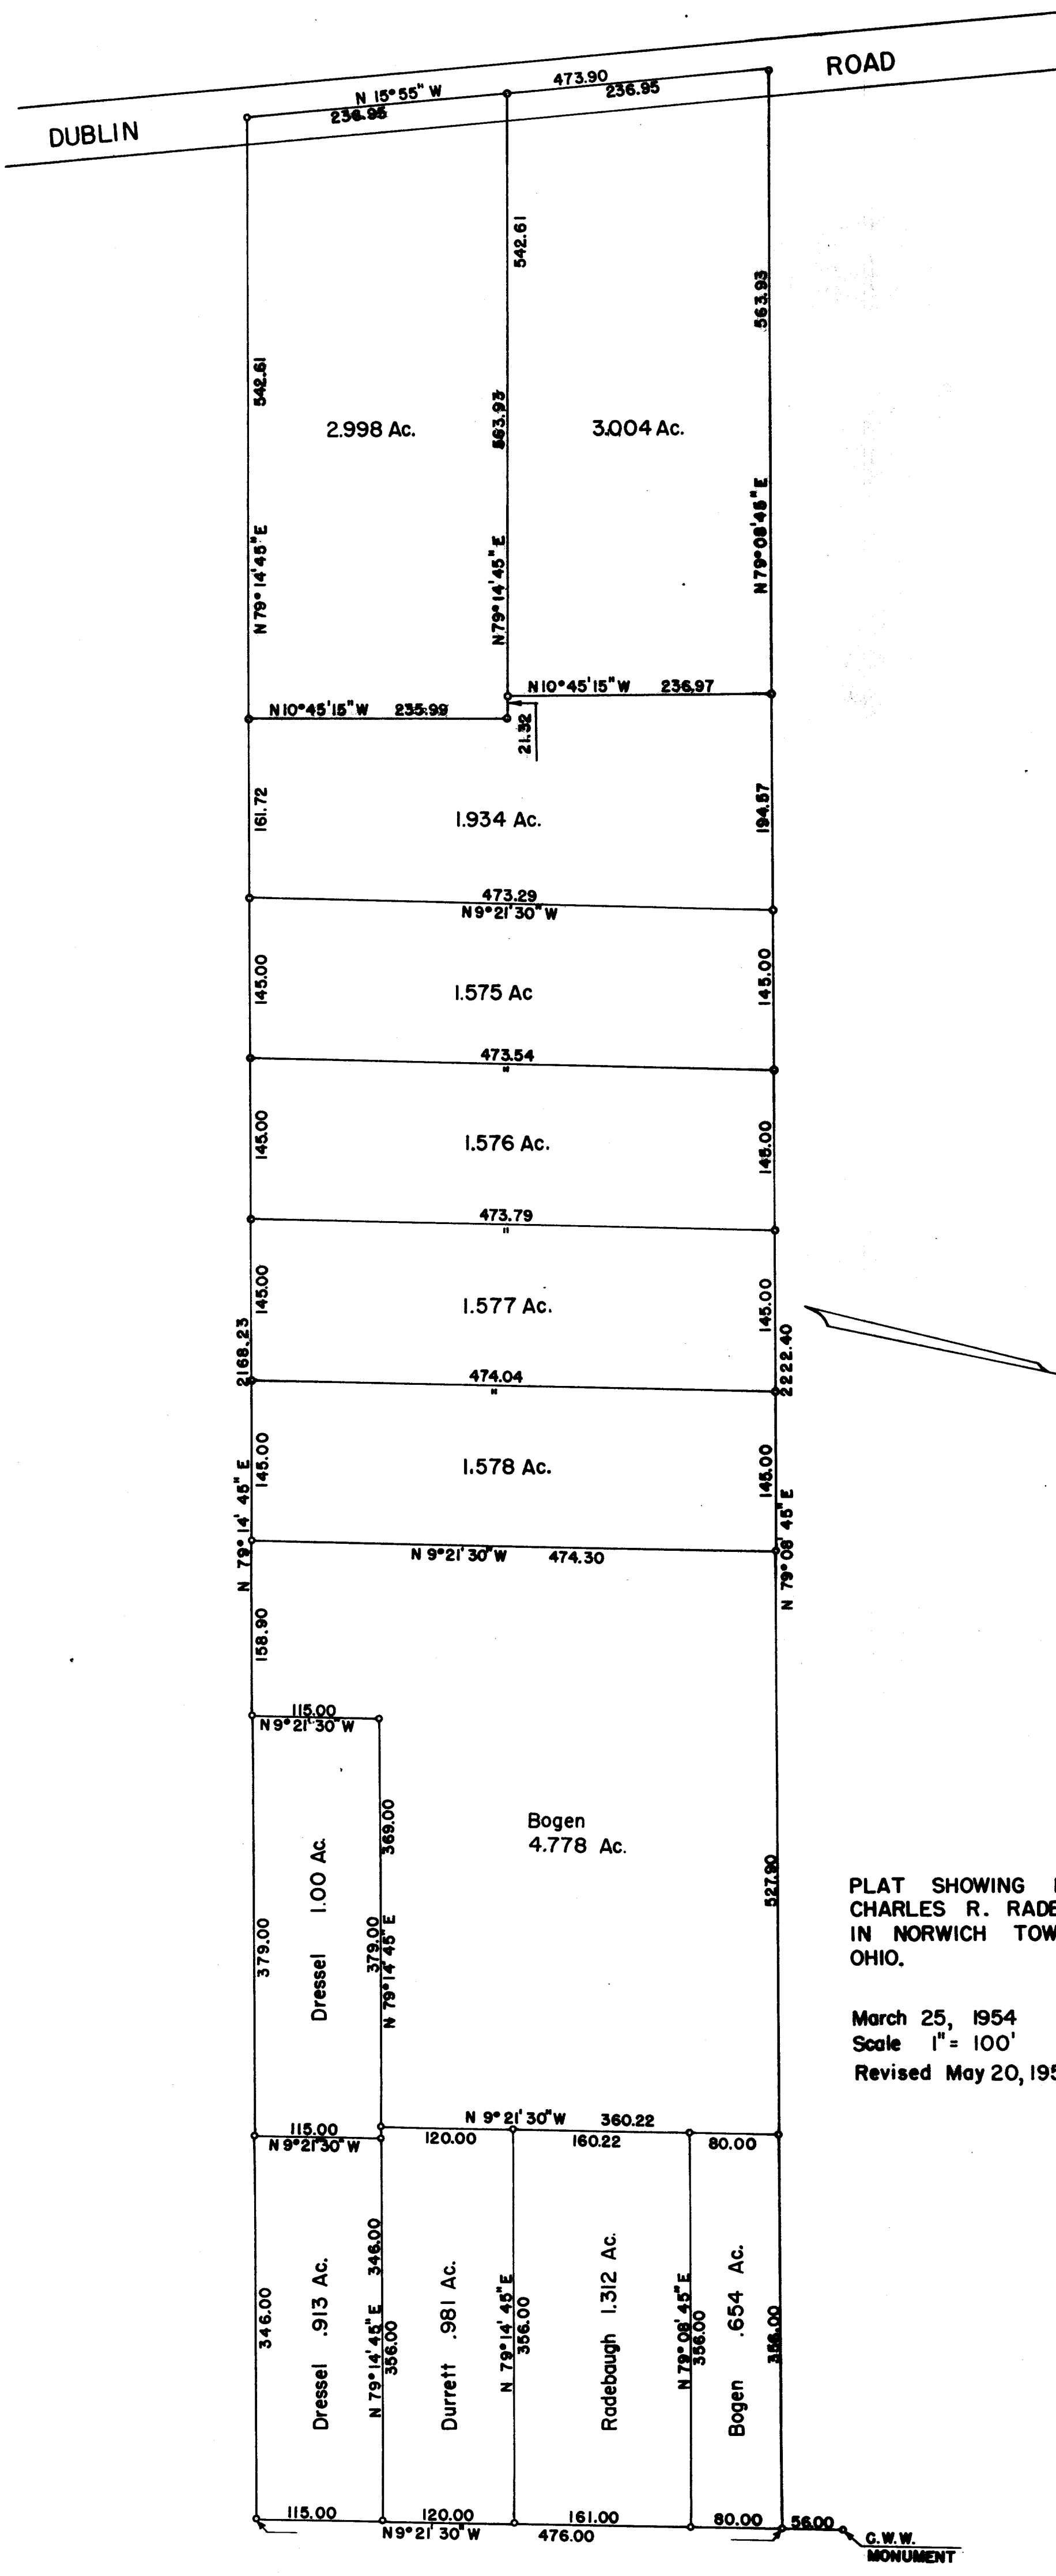 ROAD
DUBLIN
N 15°55" W
473.90
236.95
236.95
542.61
563.93
542.61
563.93
2.998 Ac.
3.004 Ac.
N 79° 14' 45" E
N 79° 14' 45" E
N 79° 08' 45" E
N 10° 45' 15" W 236.97
N 10° 45' 15" W 235.99
21.32
161.72
1.934 Ac.
194.57
473.29
N 9° 21' 30" W
145.00
1.575 Ac
145.00
473.54
"
145.00
1.576 Ac.
145.00
473.79
"
145.00
1.577 Ac.
145.00
2168.23
2222.40
474.04
"
145.00
1.578 Ac.
145.00
N 79° 14' 45" E
N 79° 08' 45" E
N 9° 21' 30" W 474.30
158.90
115.00
N 9° 21' 30" W
Bogen
4.778 Ac.
369.00
Dressel 1.00 Ac.
527.90
379.00
379.00
N 79° 14' 45" E
PLAT SHOWING
CHARLES R. RADE
IN NORWICH TOW
OHIO.
March 25, 1954
Scale 1" = 100'
Revised May 20, 195
N 9° 21' 30" W 360.22
115.00
N 9° 21' 30" W
120.00
160.22
80.00
346.00
Dressel .913 Ac.
N 79° 14' 45" E 346.00
356.00
Durrett .981 Ac.
N 79° 14' 45" E
356.00
Radebaugh 1.312 Ac.
N 79° 08' 45" E
356.00
Bogen .654 Ac.
356.00
115.00
120.00
161.00
80.00
56.00
N 9° 21' 30" W
476.00
C.W.W.
MONUMENT